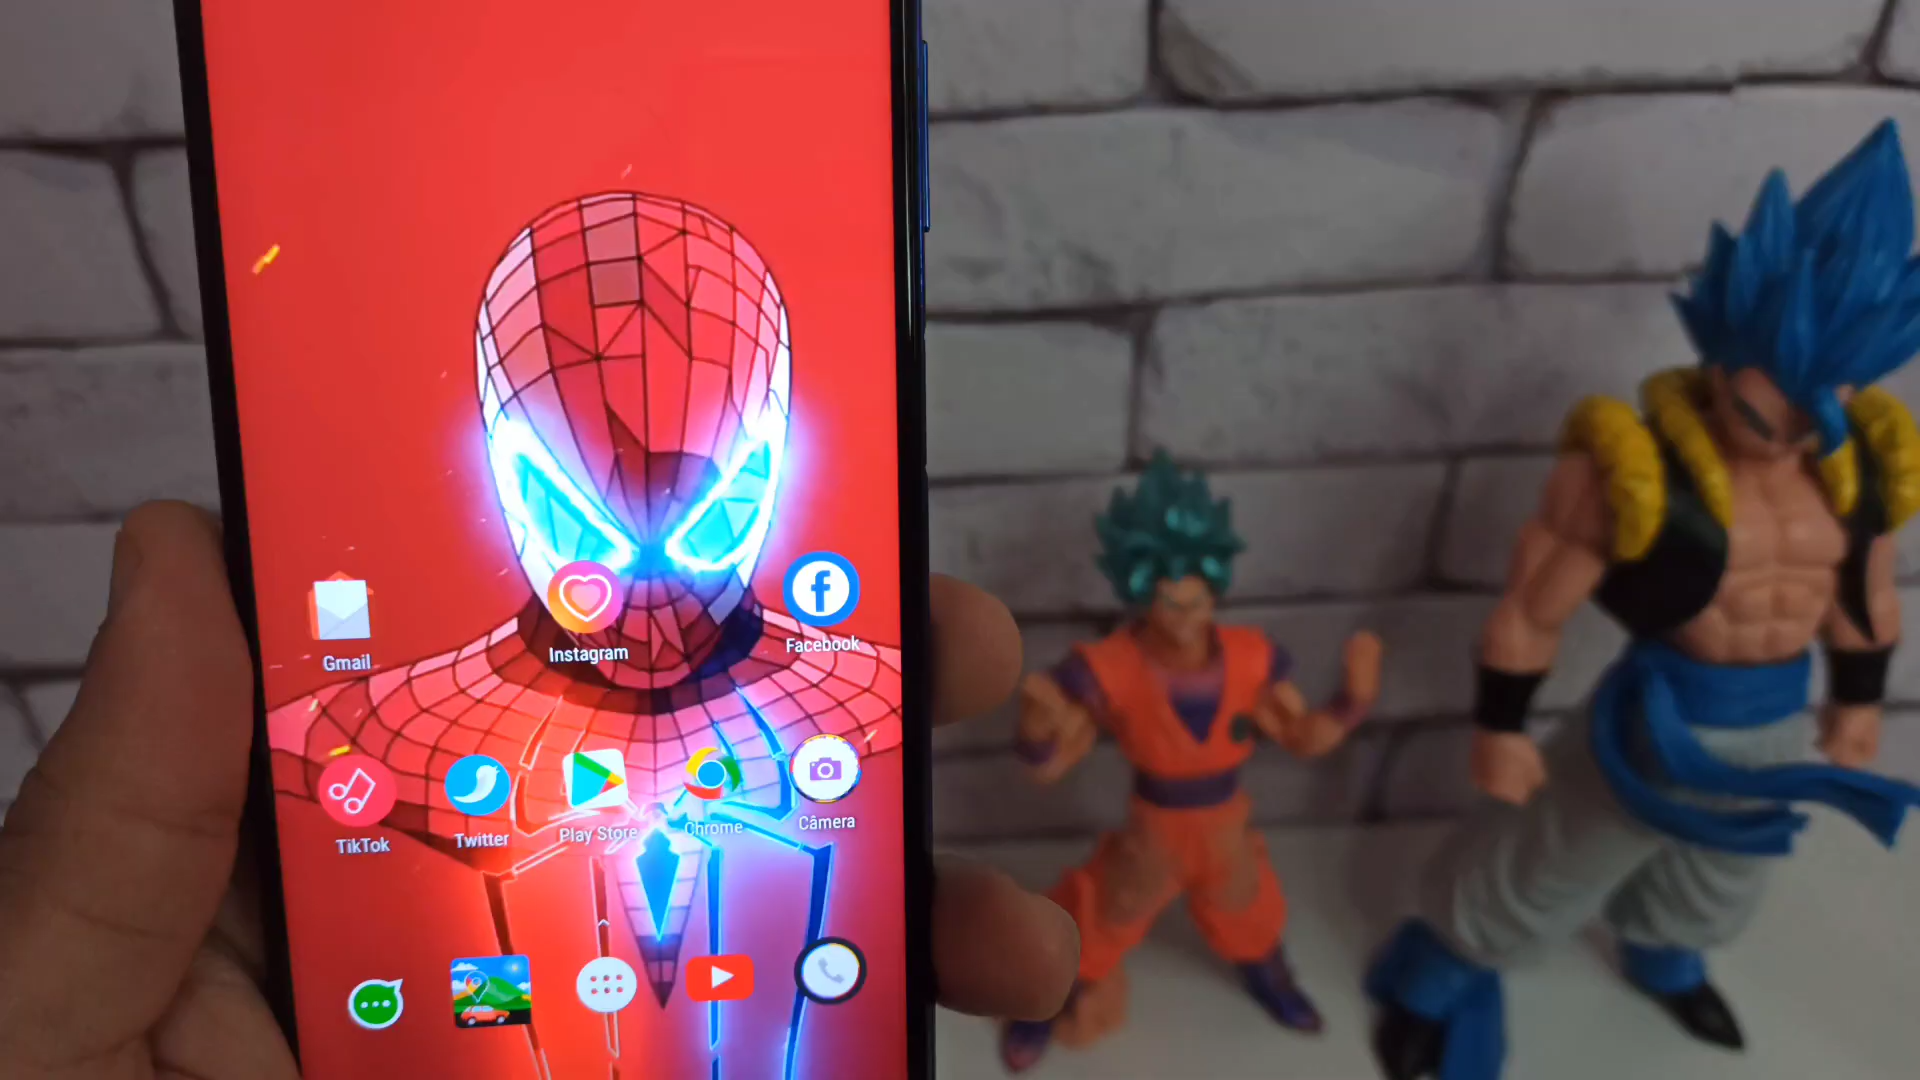 Gmail
Instagram
Facebook
TikTok
Twitter
Play Store
Chrome
Câmera